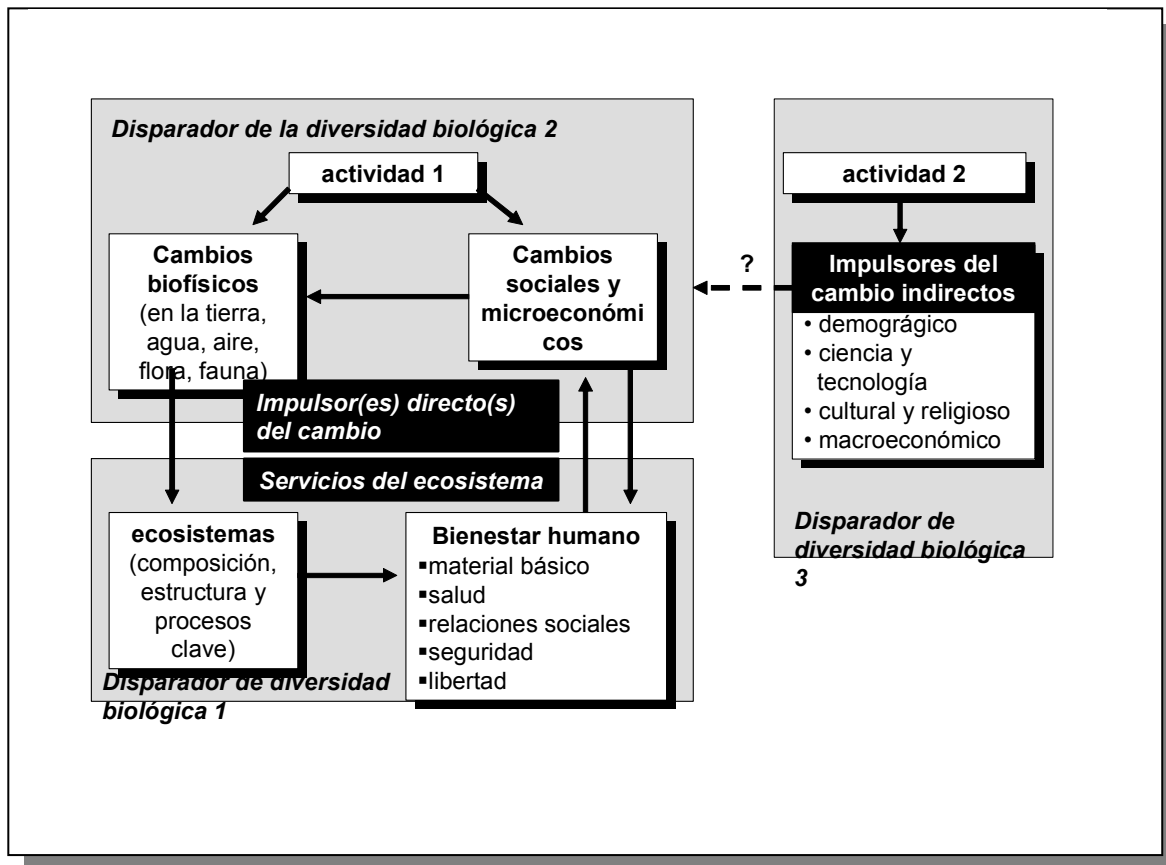 Disparador de la diversidad biológica 2
actividad 1
Cambios
biofísicos
(en la tierra,
agua, aire,
flora, fauna)
Cambios
sociales y
microeconómi
cos
Impulsor(es) directo(s)
del cambio
Servicios del ecosistema
ecosistemas
(composición,
estructura y
procesos
clave)
Bienestar humano
▪material básico
▪salud
▪relaciones sociales
▪seguridad
▪libertad
Disparador de diversidad
biológica 1
?
actividad 2
Impulsores del
cambio indirectos
• demográgico
• ciencia y
tecnología
• cultural y religioso
• macroeconómico
Disparador de
diversidad biológica
3